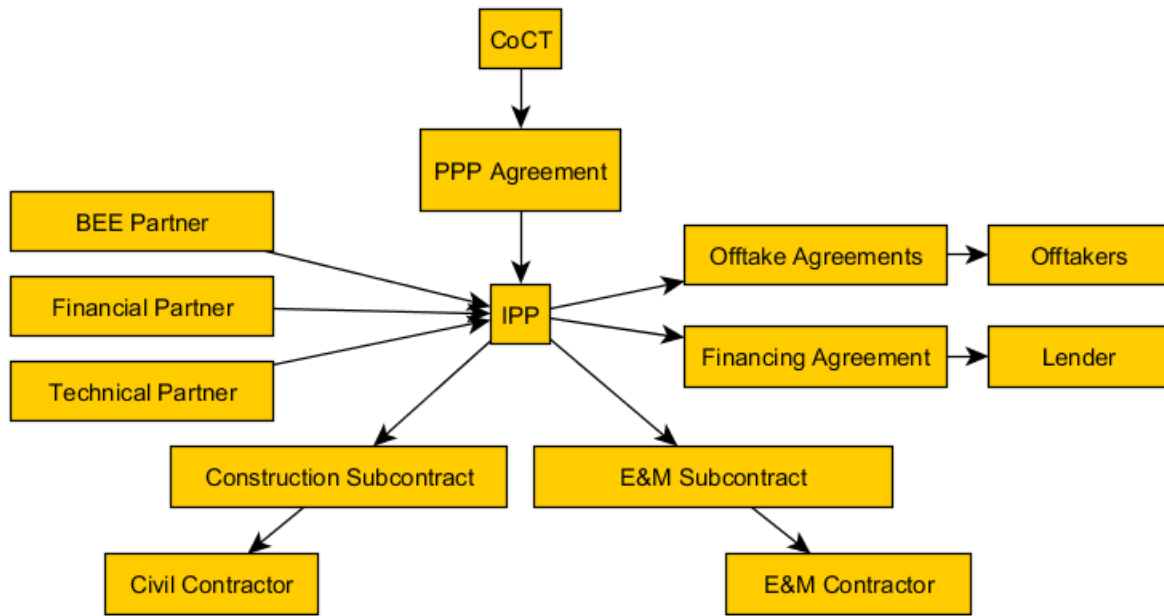 CoCT
PPP Agreement
BEE Partner
Financial Partner
Technical Partner
IPP
Offtake Agreements
Offtakers
Financing Agreement
Lender
Construction Subcontract
E&M Subcontract
Civil Contractor
E&M Contractor